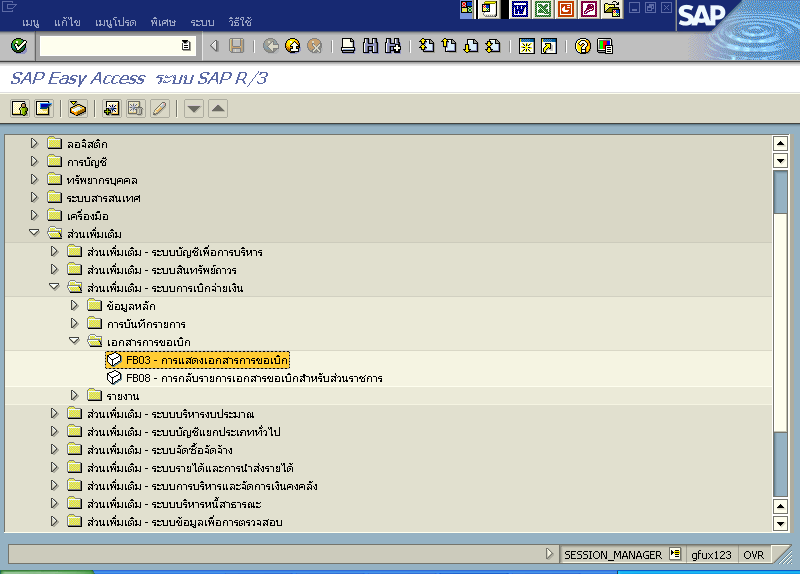 เมนู แก้ไข เมนูโปรด พิเศษ ระบบ วิธีใช้
SAP
SAP Easy Access ระบบ SAP R/3
ลอจิสติก
การบัญชี
ทรัพยากรบุคคล
ระบบสารสนเทศ
เครื่องมือ
ส่วนเพิ่มเติม
ส่วนเพิ่มเติม - ระบบบัญชีเพื่อการบริหาร
ส่วนเพิ่มเติม - ระบบสินทรัพย์ถาวร
ส่วนเพิ่มเติม - ระบบการเบิกจ่ายเงิน
ข้อมูลหลัก
การบันทึกรายการ
เอกสารการขอเบิก
FB03 - การแสดงเอกสารการขอเบิก
FB08 - การกลับรายการเอกสารขอเบิกสำหรับส่วนราชการ
รายงาน
ส่วนเพิ่มเติม - ระบบบริหารงบประมาณ
ส่วนเพิ่มเติม - ระบบบัญชีแยกประเภททั่วไป
ส่วนเพิ่มเติม - ระบบจัดซื้อจัดจ้าง
ส่วนเพิ่มเติม - ระบบรายได้และการนำส่งรายได้
ส่วนเพิ่มเติม - ระบบการบริหารและจัดการเงินคงคลัง
ส่วนเพิ่มเติม - ระบบบริหารหนี้สาธารณะ
ส่วนเพิ่มเติม - ระบบข้อมูลเพื่อการตรวจสอบ
SESSION_MANAGER gfux123 OVR